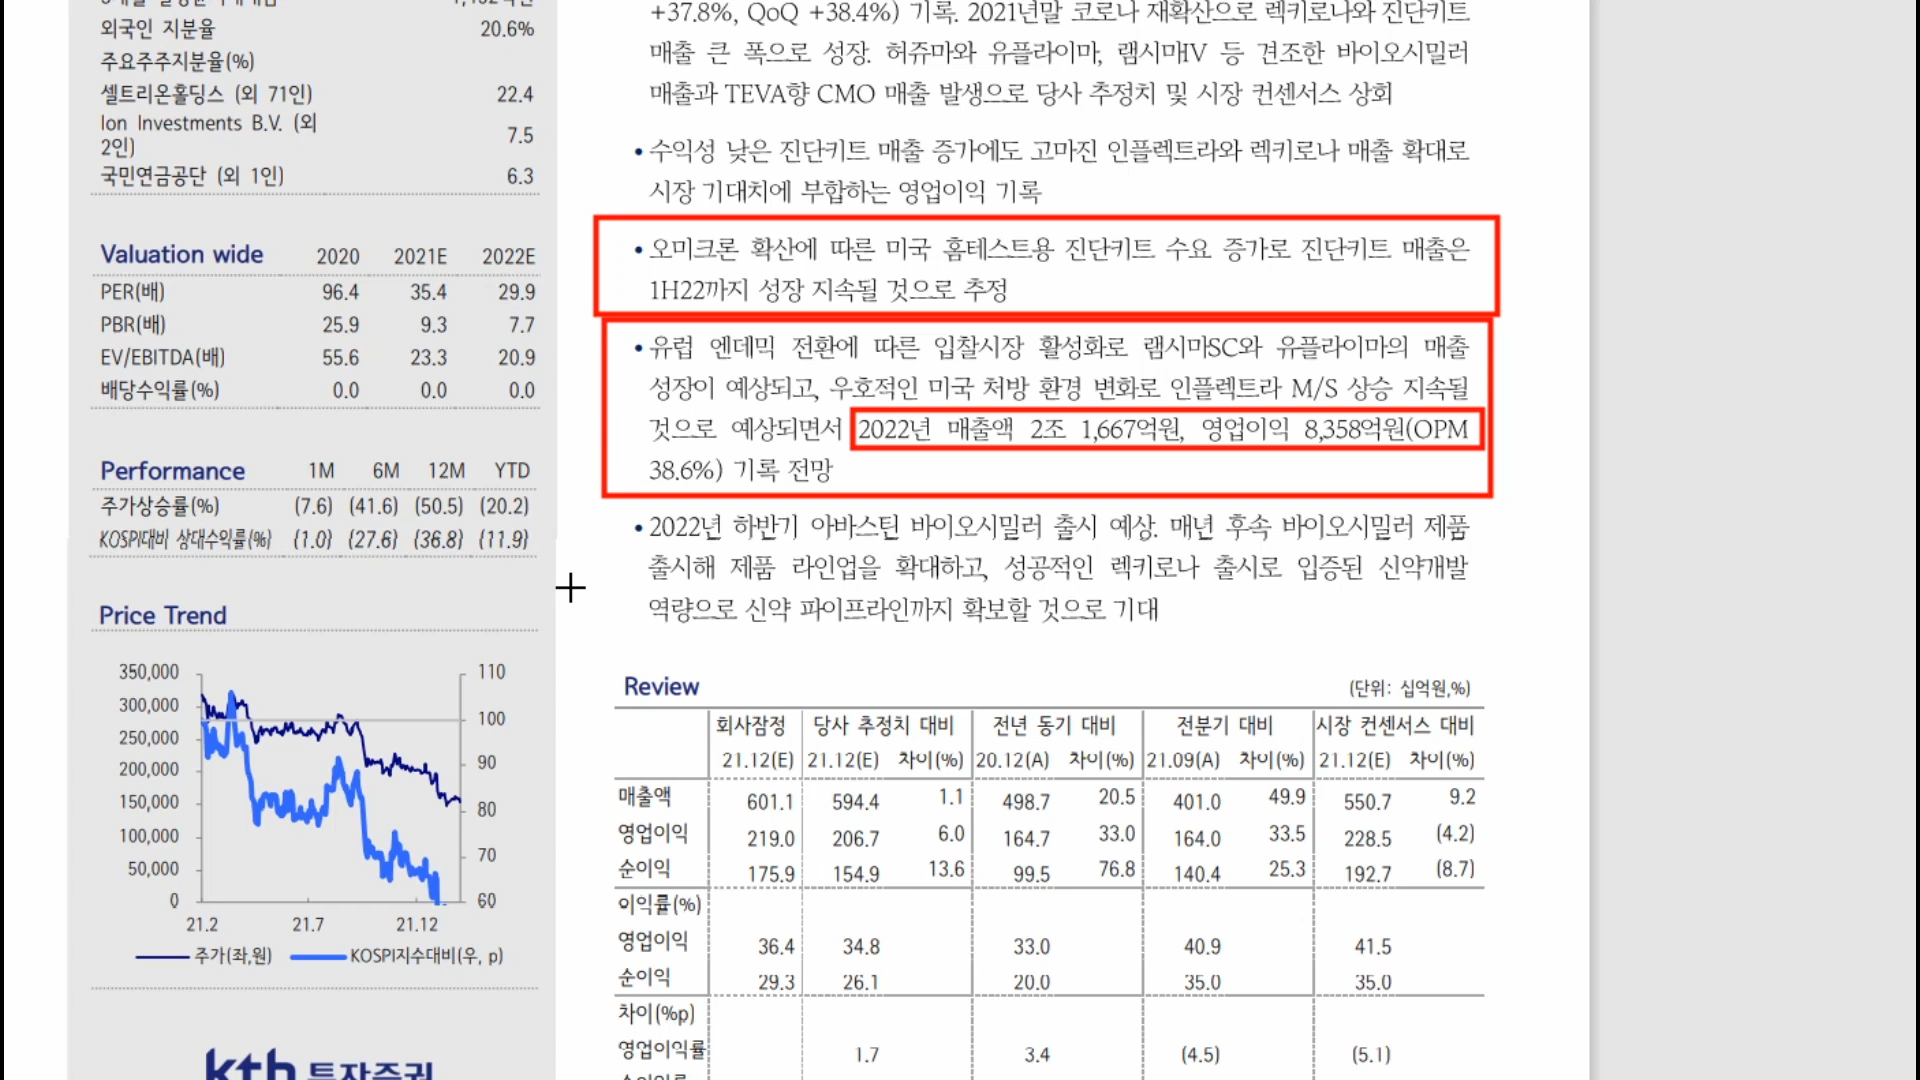 외국인 지분율 20.6%
주요주주지분율(%)
셀트리온홀딩스 (외 71인) 22.4
Ion Investments B.V. (외
2인) 7.5
국민연금공단 (외 1인) 6.3
Valuation wide 2020 2021E 2022E
PER(배) 96.4 35.4 29.9
PBR(배) 25.9 9.3 7.7
EV/EBITDA(배) 55.6 23.3 20.9
배당수익률(%) 0.0 0.0 0.0
Performance 1M 6M 12M YTD
주가상승률(%) (7.6) (41.6) (50.5) (20.2)
KOSPI대비 상대수익률(%) (1.0) (27.6) (36.8) (11.9)
Price Trend
350,000 110
300,000 100
250,000 90
200,000
150,000 80
100,000 70
50,000
0 60
21.2 21.7 21.12
주가(좌,원) KOSPI지수대비(우, p)
kth 투자증권
+37.8%, QoQ +38.4%) 기록. 2021년말 코로나 재확산으로 렉키로나와 진단키트
매출 큰 폭으로 성장. 허쥬마와 유플라이마, 램시마IV 등 견조한 바이오시밀러
매출과 TEVA향 CMO 매출 발생으로 당사 추정치 및 시장 컨센서스 상회
• 수익성 낮은 진단키트 매출 증가에도 고마진 인플렉트라와 렉키로나 매출 확대로
시장 기대치에 부합하는 영업이익 기록
• 오미크론 확산에 따른 미국 홈테스트용 진단키트 수요 증가로 진단키트 매출은
1H22까지 성장 지속될 것으로 추정
• 유럽 엔데믹 전환에 따른 입찰시장 활성화로 램시마SC와 유플라이마의 매출
성장이 예상되고, 우호적인 미국 처방 환경 변화로 인플렉트라 M/S 상승 지속될
것으로 예상되면서 2022년 매출액 2조 1,667억원, 영업이익 8,358억원(OPM
38.6%) 기록 전망
• 2022년 하반기 아바스틴 바이오시밀러 출시 예상. 매년 후속 바이오시밀러 제품
출시해 제품 라인업을 확대하고, 성공적인 렉키로나 출시로 입증된 신약개발
역량으로 신약 파이프라인까지 확보할 것으로 기대
Review (단위: 십억원,%)
회사잠정 당사 추정치 대비 전년 동기 대비 전분기 대비 시장 컨센서스 대비
21.12(E) 21.12(E) 차이(%) 20.12(A) 차이(%) 21.09(A) 차이(%) 21.12(E) 차이(%)
매출액 601.1 594.4 1.1 498.7 20.5 401.0 49.9 550.7 9.2
영업이익 219.0 206.7 6.0 164.7 33.0 164.0 33.5 228.5 (4.2)
순이익 175.9 154.9 13.6 99.5 76.8 140.4 25.3 192.7 (8.7)
이익률(%)
영업이익 36.4 34.8 33.0 40.9 41.5
순이익 29.3 26.1 20.0 35.0 35.0
차이(%p)
영업이익률 1.7 3.4 (4.5) (5.1)